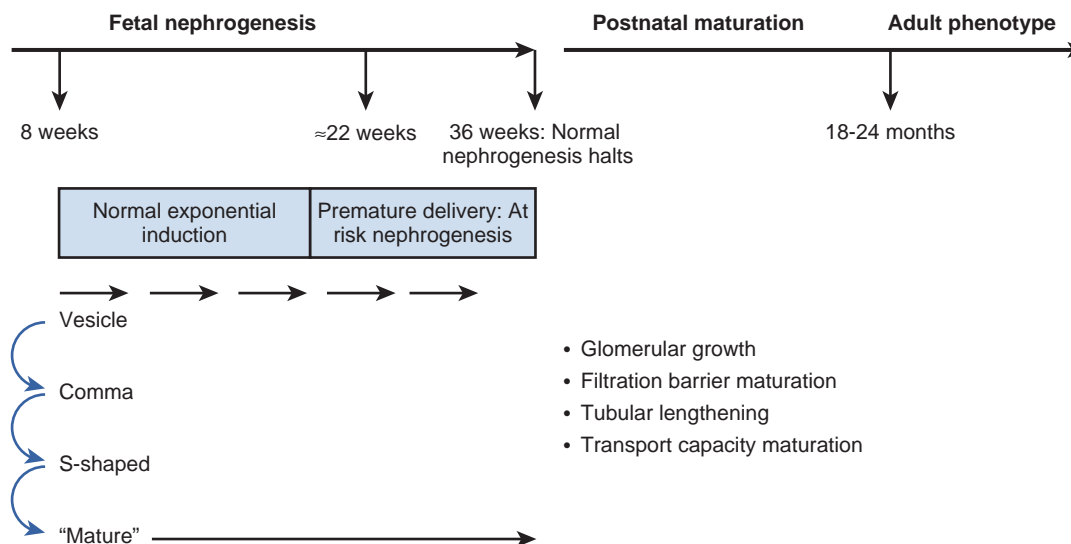 Fetal nephrogenesis
Postnatal maturation
Adult phenotype
8 weeks
≈22 weeks
36 weeks: Normal
nephrogenesis halts
18-24 months
Normal exponential
induction
Premature delivery: At
risk nephrogenesis
Vesicle
Comma
S-shaped
“Mature”
• Glomerular growth
• Filtration barrier maturation
• Tubular lengthening
• Transport capacity maturation